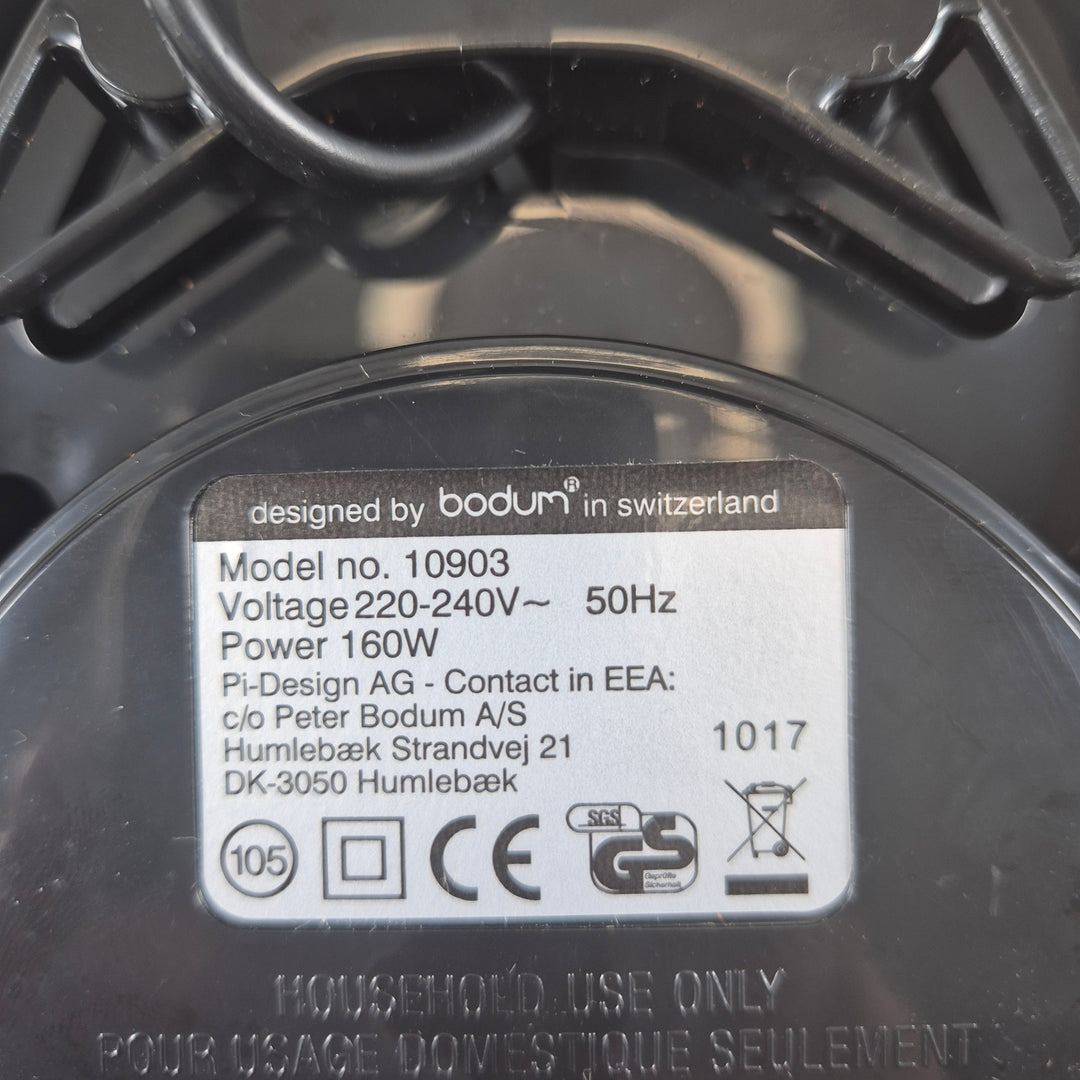 designed by bodum® in switzerland
Model no. 10903
Voltage 220-240V~ 50Hz
Power 160W
Pi-Design AG - Contact in EEA:
c/o Peter Bodum A/S
Humlebæk Strandvej 21
DK-3050 Humlebæk
1017
105
CE
SGS
GS
Geprüfte
Sicherheit
HOUSEHOLD USE ONLY
POUR USAGE DOMESTIQUE SEULEMENT